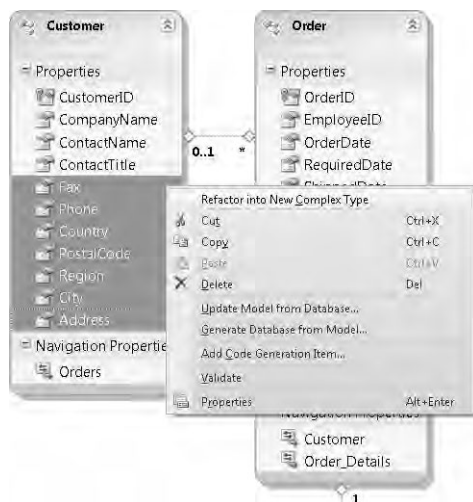 Customer
Properties
CustomerID
CompanyName
ContactName
ContactTitle
Fax
Phone
Country
PostalCode
Region
City
Address
Navigation Properties
Orders
0..1 *
Order
Properties
OrderID
EmployeeID
OrderDate
RequiredDate
ShippedDate
Refactor into New Complex Type
Cut Ctrl+X
Copy Ctrl+C
Paste Ctrl+V
Delete Del
Update Model from Database...
Generate Database from Model...
Add Code Generation Item...
Validate
Properties Alt+Enter
Navigation Properties
Customer
Order_Details
1